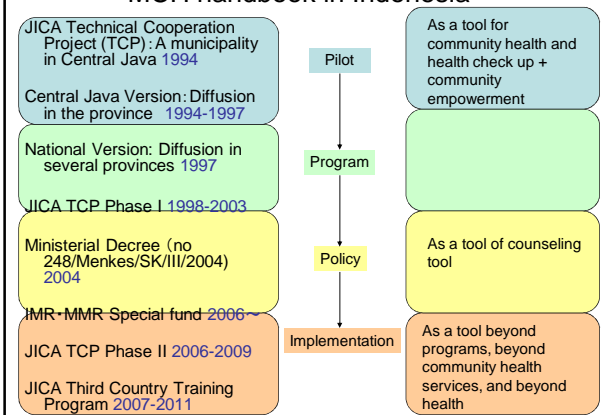 MCH handbook in Indonesia
JICA Technical Cooperation
Project (TCP):A municipality
in Central Java 1994
Central Java Version:Diffusion
in the province 1994-1997
National Version: Diffusion in
several provinces 1997
JICA TCP Phase I 1998-2003
Ministerial Decree (no
248/Menkes/SK/III/2004)
2004
IMR・MMR Special fund 2006~
JICA TCP Phase II 2006-2009
JICA Third Country Training
Program 2007-2011
Pilot
Program
Policy
Implementation
As a tool for
community health and
health check up +
community
empowerment
As a tool of counseling
tool
As a tool beyond
programs, beyond
community health
services, and beyond
health